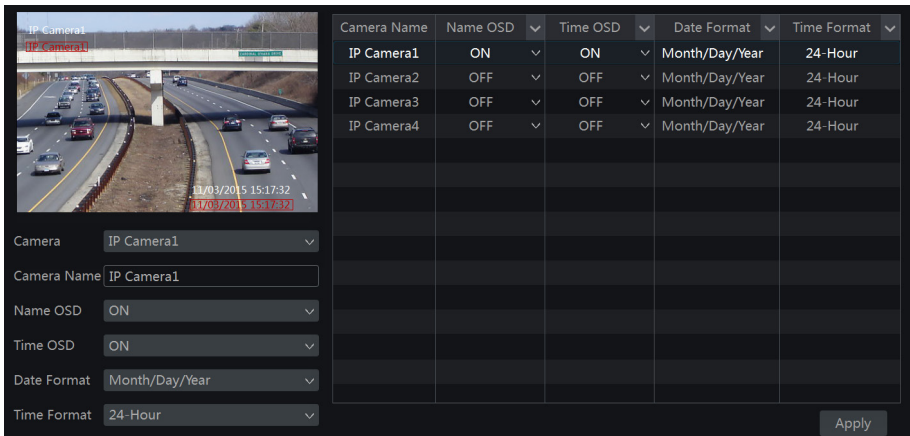 IP Camera1
IP Camera1
11/03/2015 15:17:32
11/03/2015 15:17:32
Camera IP Camera1
Camera Name IP Camera1
Name OSD ON
Time OSD ON
Date Format Month/Day/Year
Time Format 24-Hour
Camera Name Name OSD Time OSD Date Format Time Format
IP Camera1 ON ON Month/Day/Year 24-Hour
IP Camera2 OFF OFF Month/Day/Year 24-Hour
IP Camera3 OFF OFF Month/Day/Year 24-Hour
IP Camera4 OFF OFF Month/Day/Year 24-Hour
Apply